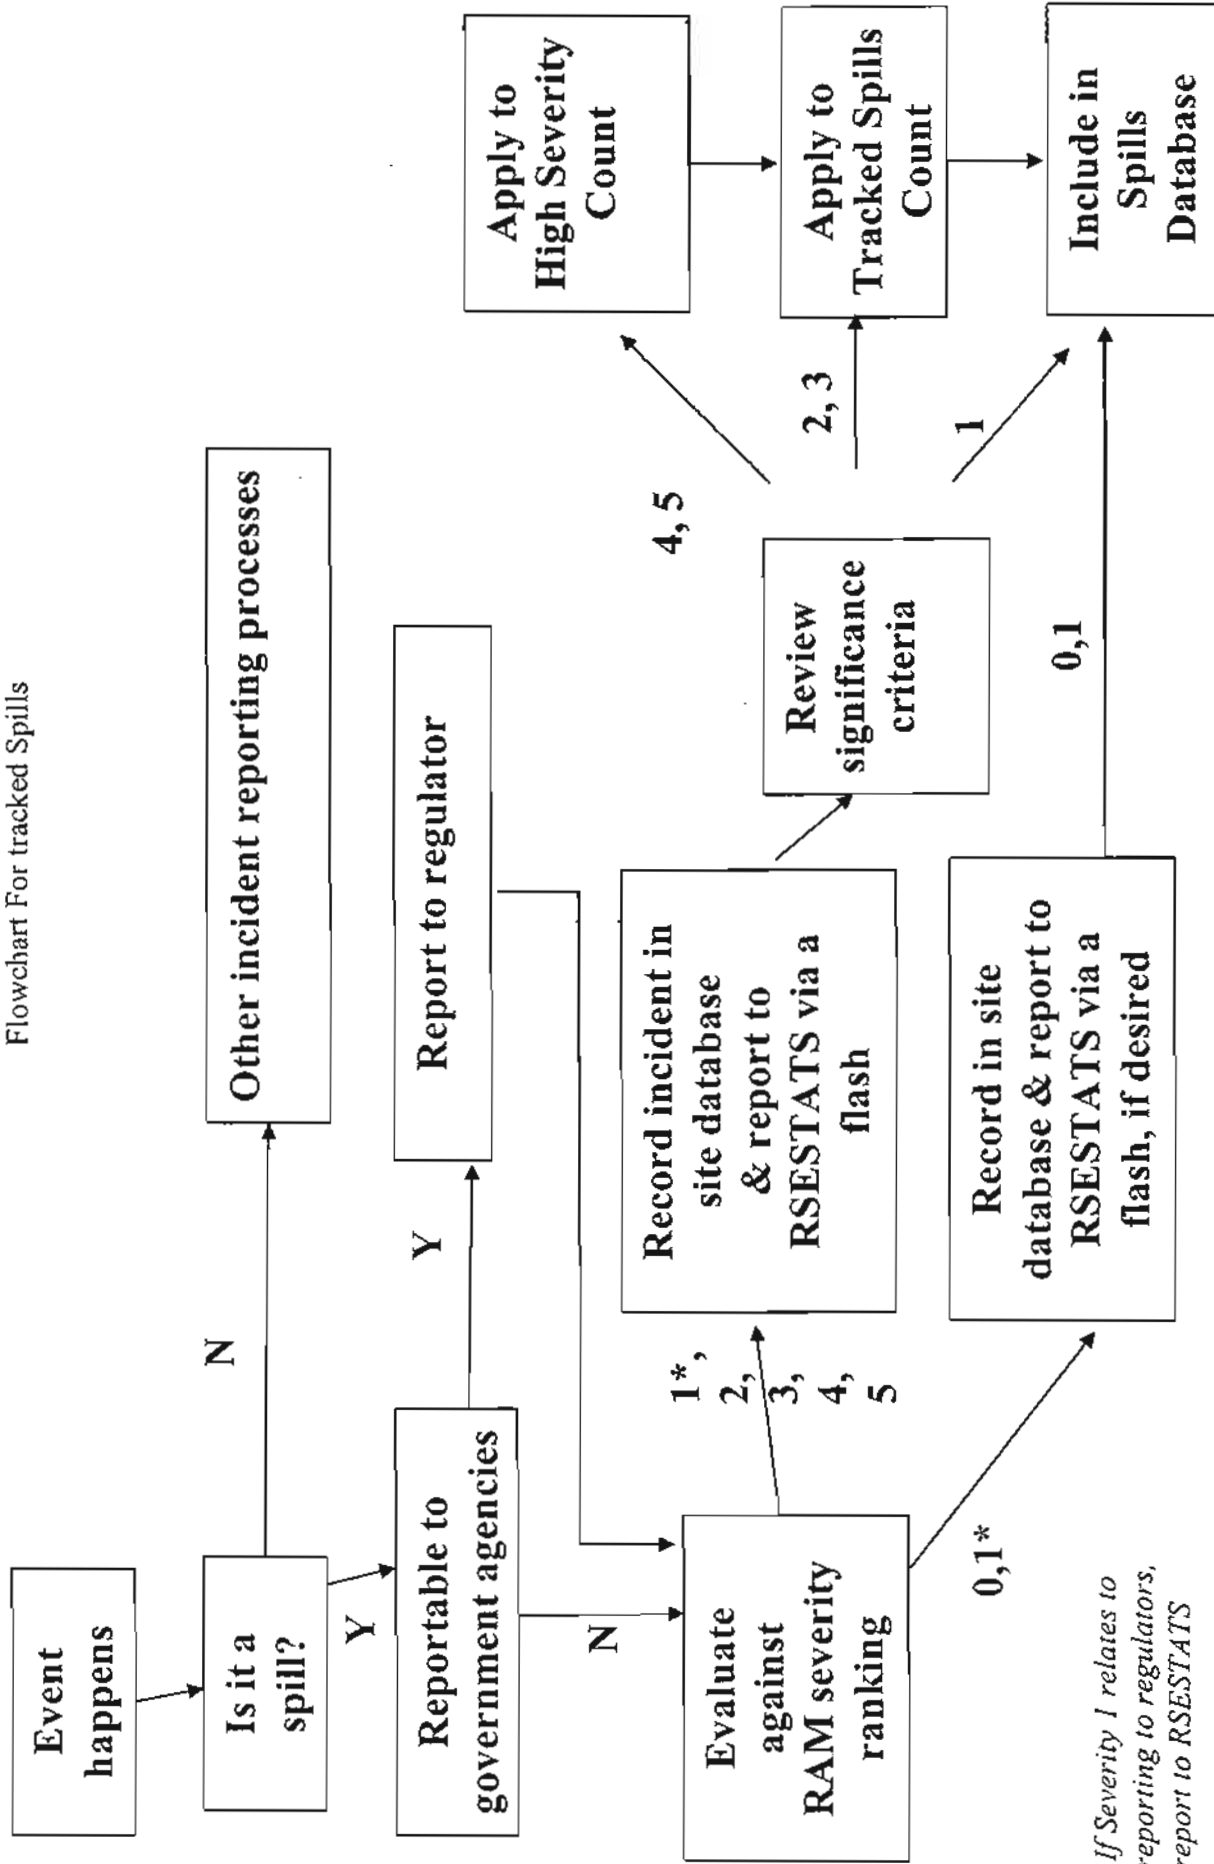 Flowchart For tracked Spills
Event
happens
Is it a
spill?
N
Other incident reporting processes
Y
Reportable to
government agencies
Y
Report to regulator
N
Evaluate
against
RAM severity
ranking
1*,
2,
3,
4,
5
Record incident in
site database
& report to
RSESTATS via a
flash
Review
significance
criteria
4, 5
Apply to
High Severity
Count
2, 3
Apply to
Tracked Spills
Count
1
Include in
Spills
Database
0,1*
Record in site
database & report to
RSESTATS via a
flash, if desired
0,1
If Severity 1 relates to
reporting to regulators,
report to RSESTATS